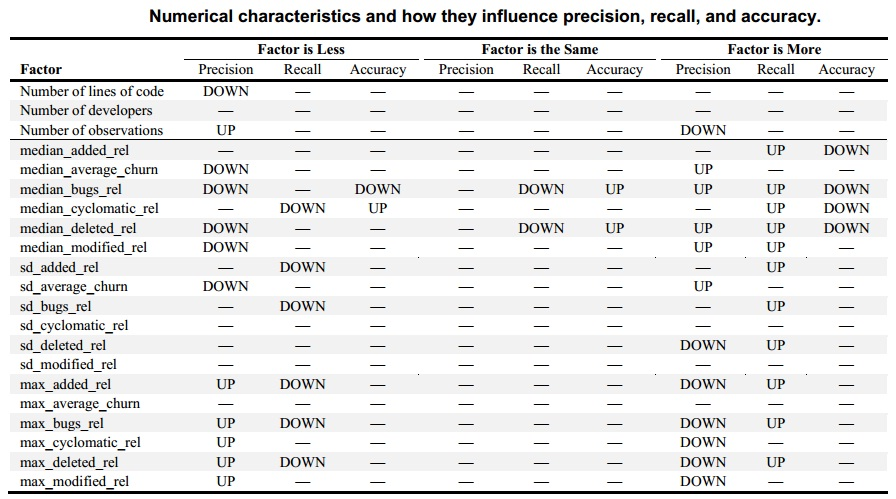 Numerical characteristics and how they influence precision, recall, and accuracy.
Factor is Less Factor is the Same Factor is More
Factor Precision Recall Accuracy Precision Recall Accuracy Precision Recall Accuracy
Number of lines of code DOWN — — — — — — — —
Number of developers — — — — — — — — —
Number of observations UP — — — — — DOWN — —
median_added_rel — — — — — — — UP DOWN
median_average_churn DOWN — — — — — UP — —
median_bugs_rel DOWN — DOWN — DOWN UP UP UP DOWN
median_cyclomatic_rel — DOWN UP — — — — UP DOWN
median_deleted_rel DOWN — — — DOWN UP UP UP DOWN
median_modified_rel DOWN — — — — — UP UP —
sd_added_rel — DOWN — — — — — UP —
sd_average_churn DOWN — — — — — UP — —
sd_bugs_rel — DOWN — — — — — UP —
sd_cyclomatic_rel — — — — — — — — —
sd_deleted_rel — — — — — — DOWN UP —
sd_modified_rel — — — — — — — — —
max_added_rel UP DOWN — — — — DOWN UP —
max_average_churn — — — — — — — — —
max_bugs_rel UP DOWN — — — — DOWN UP —
max_cyclomatic_rel UP — — — — — DOWN — —
max_deleted_rel UP DOWN — — — — DOWN UP —
max_modified_rel UP — — — — — DOWN — —